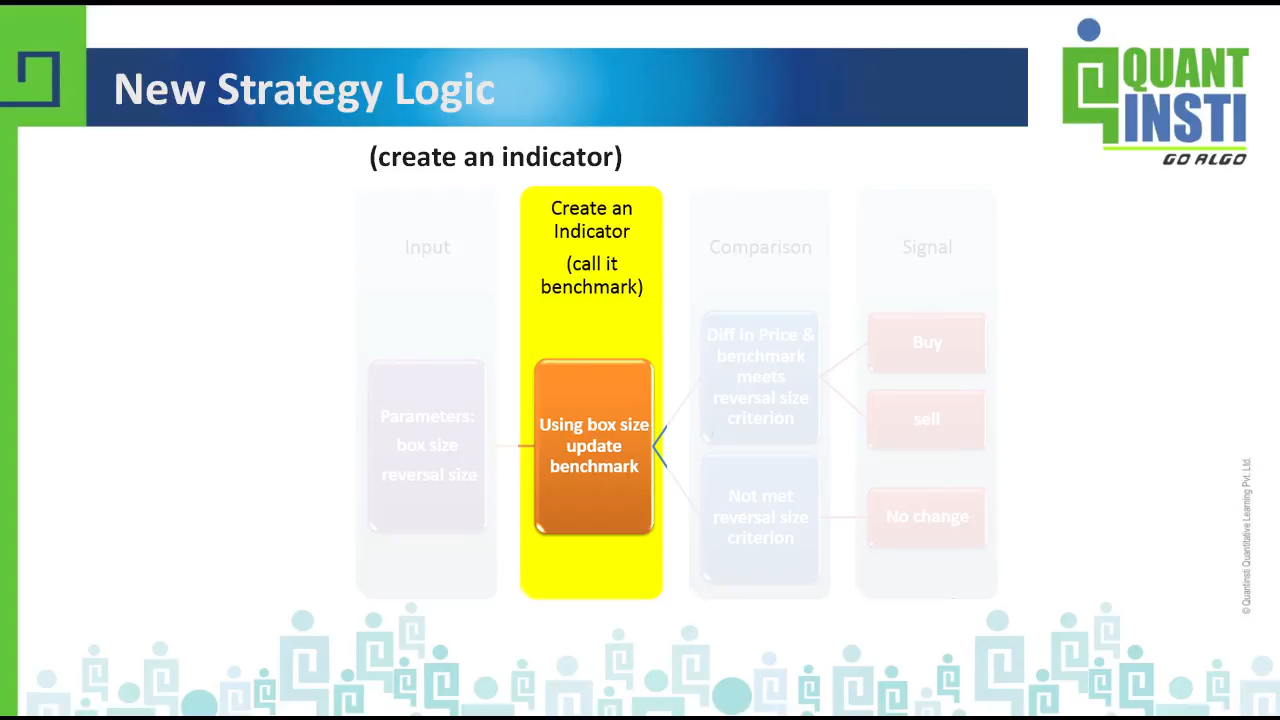 New Strategy Logic
QUANT
INSTI
GO ALGO
(create an indicator)
Input
Parameters:
box size
reversal size
Create an
Indicator
(call it
benchmark)
Using box size
update
benchmark
Comparison
Diff in Price &
benchmark
meets
reversal size
criterion
Not met
reversal size
criterion
Signal
Buy
sell
No change
© Quantinsti Quantitative Learning Pvt. Ltd.